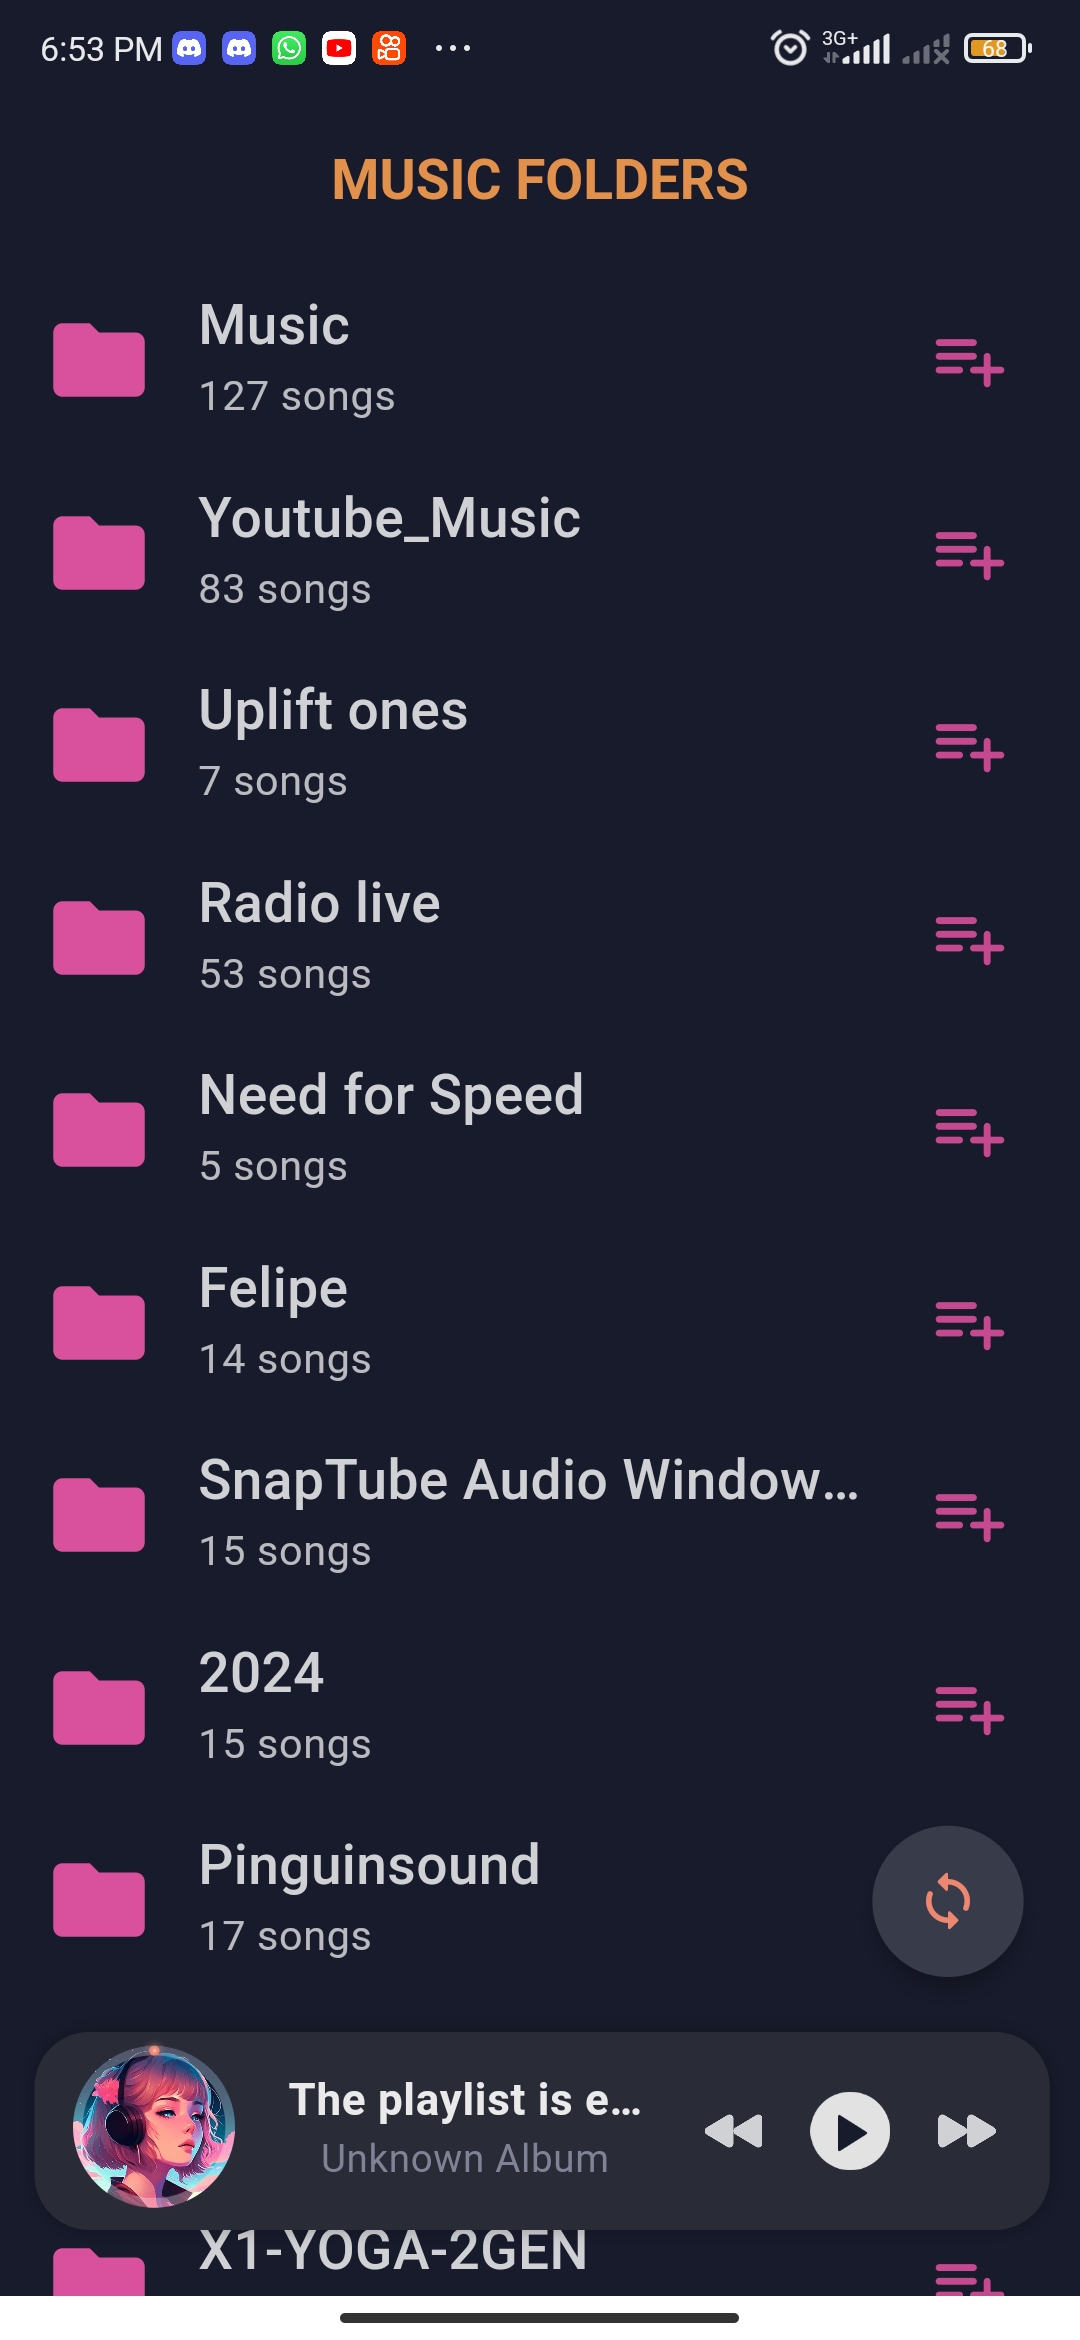 6:53 PM
3G+
68
MUSIC FOLDERS
Music
127 songs
Youtube_Music
83 songs
Uplift ones
7 songs
Radio live
53 songs
Need for Speed
5 songs
Felipe
14 songs
SnapTube Audio Window...
15 songs
2024
15 songs
Pinguinsound
17 songs
The playlist is e...
Unknown Album
X1-YOGA-2GEN